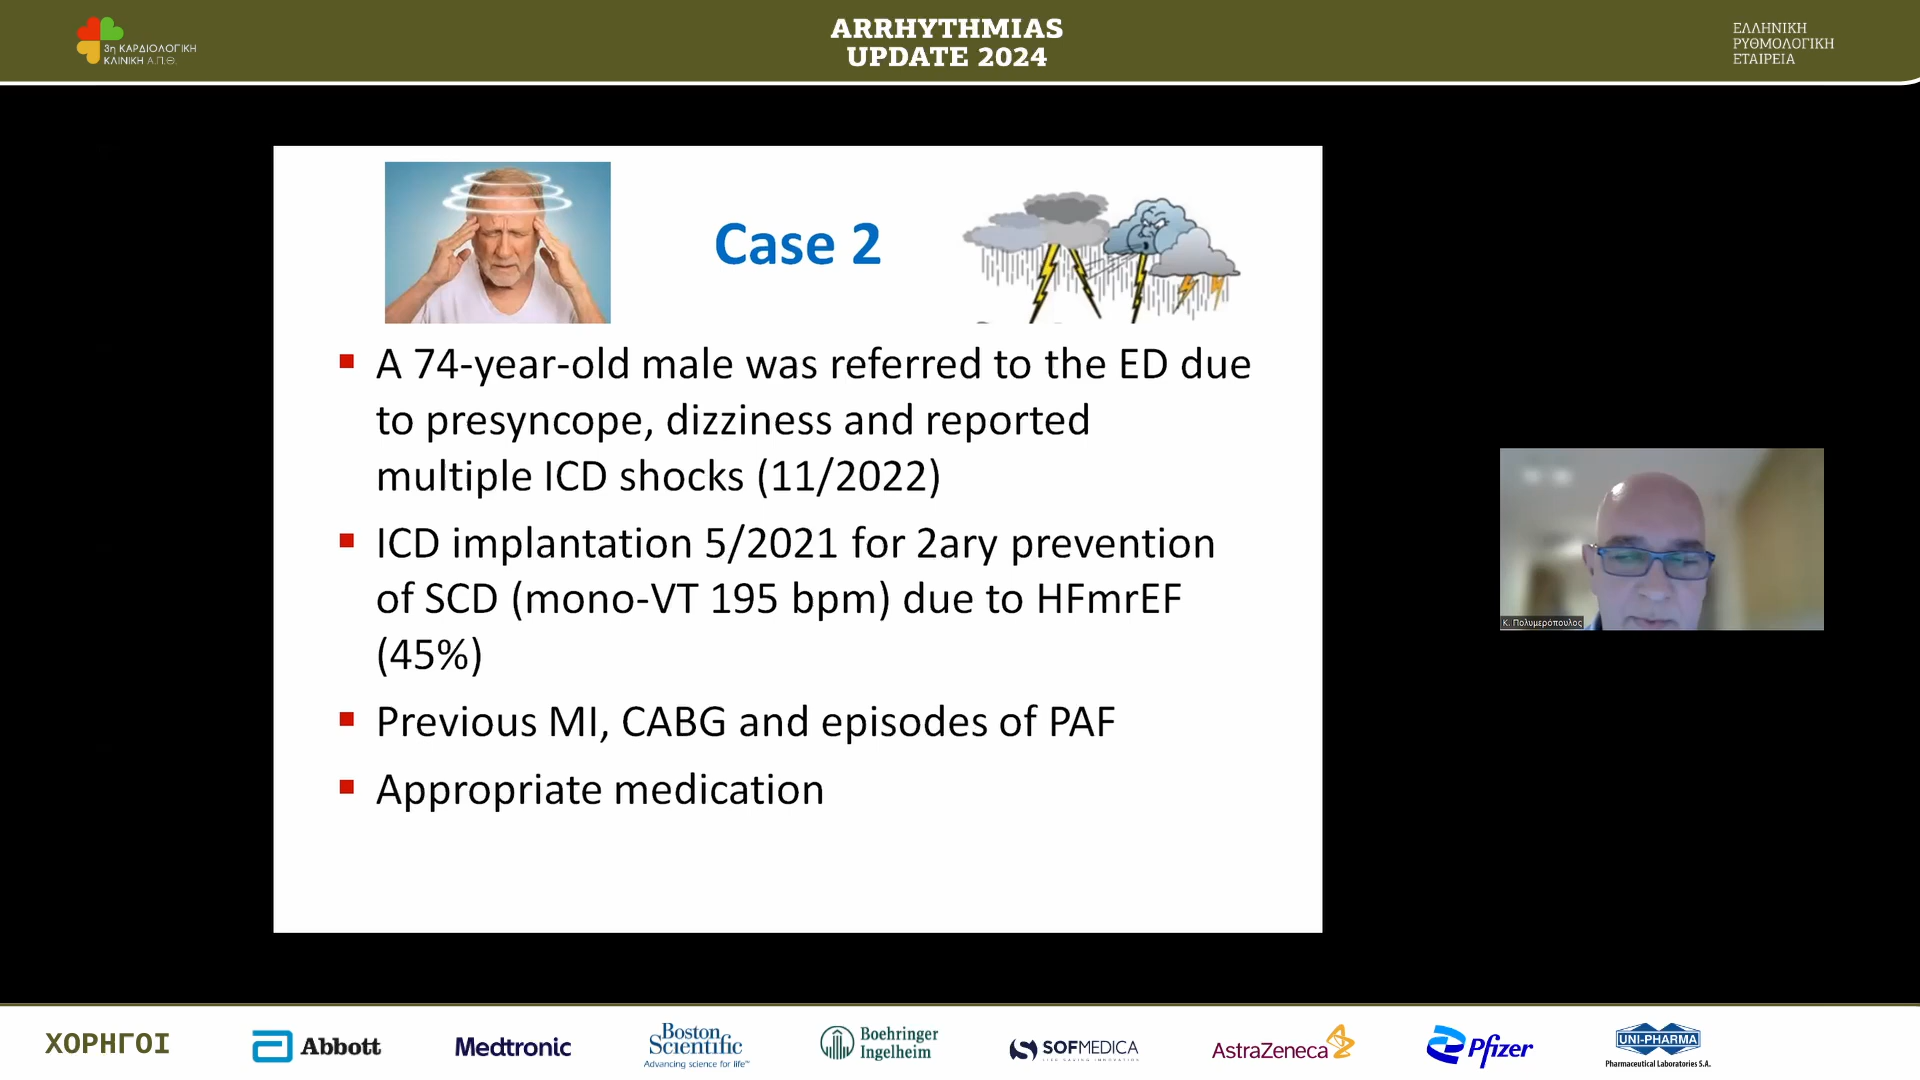 3η ΚΑΡΔΙΟΛΟΓΙΚΗ
ΚΛΙΝΙΚΗ Α.Π.Θ.
ARRHYTHMIAS
UPDATE 2024
ΕΛΛΗΝΙΚΗ
ΡΥΘΜΟΛΟΓΙΚΗ
ΕΤΑΙΡΕΙΑ
Case 2
A 74-year-old male was referred to the ED due
to presyncope, dizziness and reported
multiple ICD shocks (11/2022)
ICD implantation 5/2021 for 2ary prevention
of SCD (mono-VT 195 bpm) due to HFmrEF
(45%)
Previous MI, CABG and episodes of PAF
Appropriate medication
Κ. Πολυμερόπουλος
ΧΟΡΗΓΟΙ
Abbott
Medtronic
Boston
Scientific
Advancing science for life™
Boehringer
Ingelheim
SOFMEDICA
AstraZeneca
Pfizer
UNI-PHARMA
Pharmaceutical Laboratories S.A.